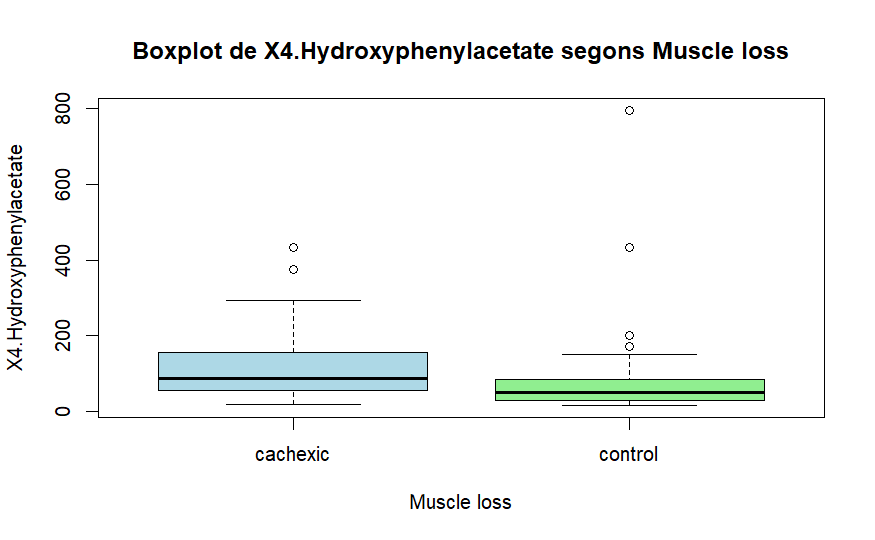 Boxplot de X4.Hydroxyphenylacetate segons Muscle loss
X4.Hydroxyphenylacetate
800
600
400
200
0
cachexic
control
Muscle loss